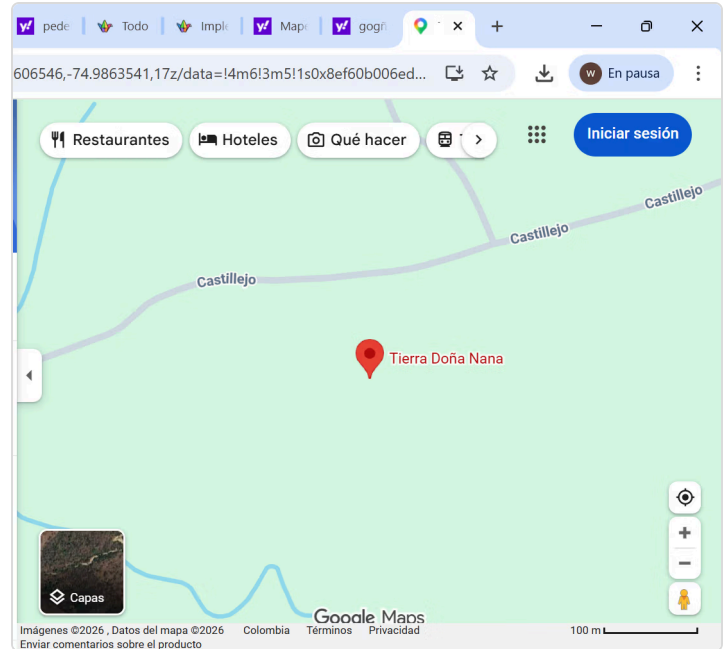 pede
Todo
Impl
Map
gogñ
606546,-74.9863541,17z/data=!4m6!3m5!1s0x8ef60b006ed...
w En pausa
Restaurantes
Hoteles
Qué hacer
Iniciar sesión
Castillejo
Castillejo
Castillejo
Tierra Doña Nana
Capas
Google Maps
Imágenes ©2026 , Datos del mapa ©2026 Colombia Términos Privacidad 100 m
Enviar comentarios sobre el producto